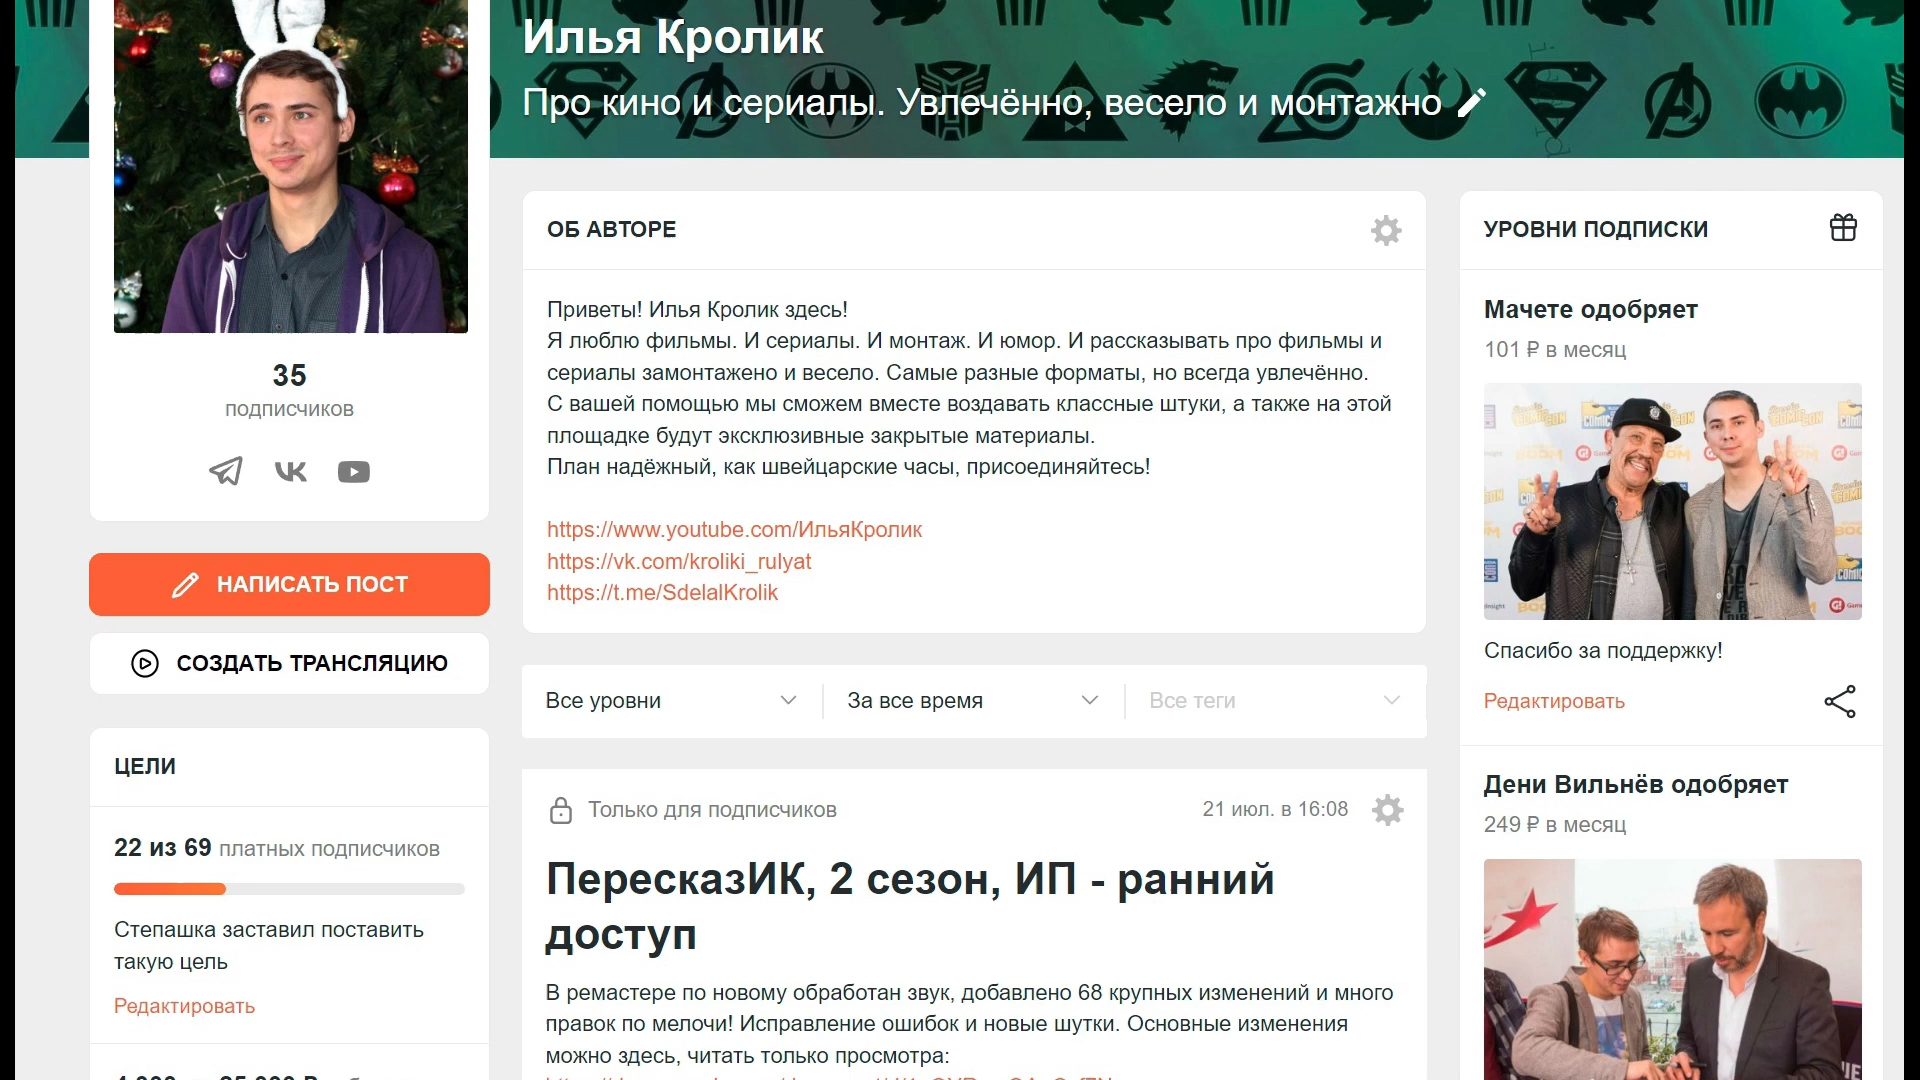 Илья Кролик
Про кино и сериалы. Увлечённо, весело и монтажно
35
подписчиков
НАПИСАТЬ ПОСТ
СОЗДАТЬ ТРАНСЛЯЦИЮ
ЦЕЛИ
22 из 69 платных подписчиков
Степашка заставил поставить
такую цель
Редактировать
ОБ АВТОРЕ
Приветы! Илья Кролик здесь!
Я люблю фильмы. И сериалы. И монтаж. И юмор. И рассказывать про фильмы и
сериалы замонтажено и весело. Самые разные форматы, но всегда увлечённо.
С вашей помощью мы сможем вместе воздавать классные штуки, а также на этой
площадке будут эксклюзивные закрытые материалы.
План надёжный, как швейцарские часы, присоединяйтесь!
https://www.youtube.com/ИльяКролик
https://vk.com/kroliki_rulyat
https://t.me/SdelalKrolik
Все уровни
За все время
Все теги
Только для подписчиков
21 июл. в 16:08
ПересказИК, 2 сезон, ИП - ранний
доступ
В ремастере по новому обработан звук, добавлено 68 крупных изменений и много
правок по мелочи! Исправление ошибок и новые шутки. Основные изменения
можно здесь, читать только просмотра:
УРОВНИ ПОДПИСКИ
Мачете одобряет
101 ₽ в месяц
Спасибо за поддержку!
Редактировать
Дени Вильнёв одобряет
249 ₽ в месяц